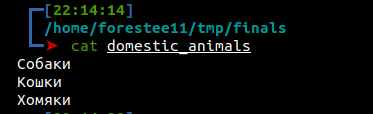 [22:14:14]
/home/forestee11/tmp/finals
➤ cat domestic_animals
Собаки
Кошки
Хомяки